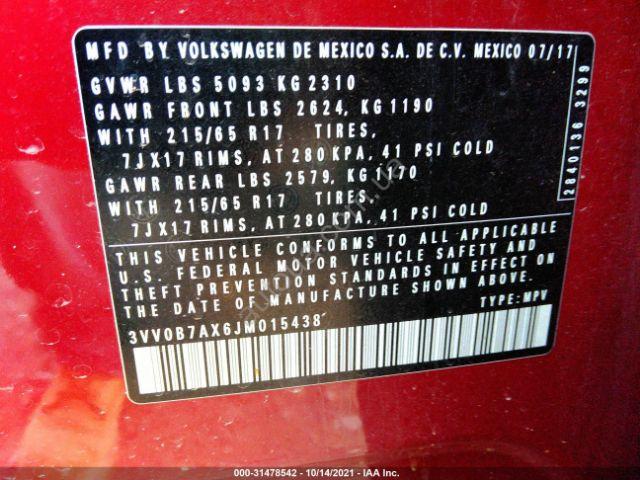 MFD BY VOLKSWAGEN DE MEXICO S.A. DE C.V. MEXICO 07/17
GVWR LBS 5093 KG 2310
GAWR FRONT LBS 2624, KG 1190
WITH 215/65 R17 TIRES,
7JX17 RIMS, AT 280 KPA, 41 PSI COLD
GAWR REAR LBS 2579, KG 1170
WITH 215/65 R17 TIRES,
7JX17 RIMS, AT 280 KPA, 41 PSI COLD
THIS VEHICLE CONFORMS TO ALL APPLICABLE
U.S. FEDERAL MOTOR VEHICLE SAFETY AND
THEFT PREVENTION STANDARDS IN EFFECT ON
THE DATE OF MANUFACTURE SHOWN ABOVE.
3VV0B7AX6JM015438
TYPE: MPV
2840136 3299
000-31478542 - 10/14/2021 - IAA Inc.